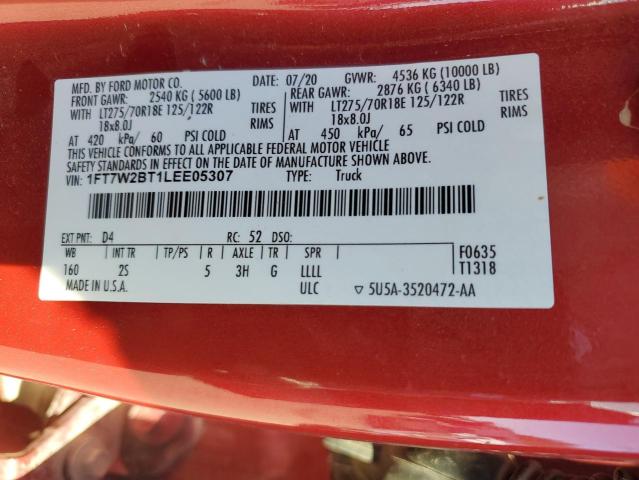 MFD. BY FORD MOTOR CO. DATE: 07/20 GVWR: 4536 KG (10000 LB)
FRONT GAWR: 2540 KG ( 5600 LB) REAR GAWR: 2876 KG ( 6340 LB)
WITH LT275/70R18E 125/122R TIRES WITH LT275/70R18E 125/122R TIRES
18x8.0J RIMS 18x8.0J RIMS
AT 420 kPa/ 60 PSI COLD AT 450 kPa/ 65 PSI COLD
THIS VEHICLE CONFORMS TO ALL APPLICABLE FEDERAL MOTOR VEHICLE
SAFETY STANDARDS IN EFFECT ON THE DATE OF MANUFACTURE SHOWN ABOVE.
VIN: 1FT7W2BT1LEE05307 TYPE: Truck
EXT PNT: D4 RC: 52 DSO: F0635
WB INT TR TP/PS R AXLE TR SPR T1318
160 2S 5 3H G LLLL
MADE IN U.S.A. ULC ▽ 5U5A-3520472-AA